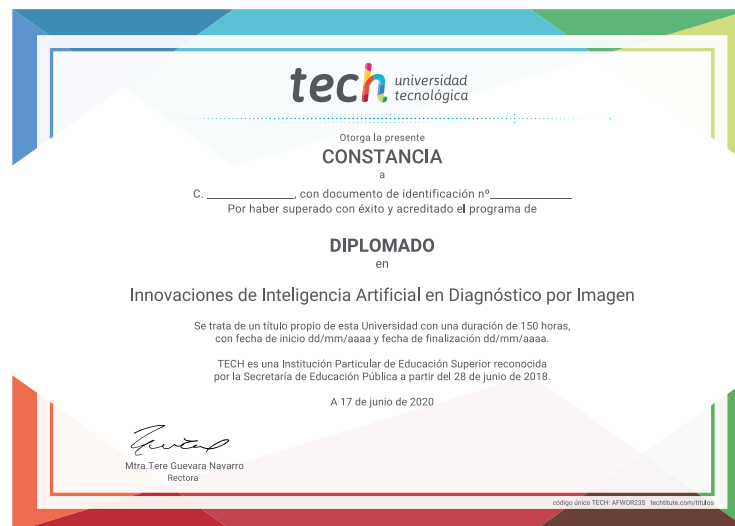 tech universidad
tecnológica
Otorga la presente
CONSTANCIA
a
C. ________________, con documento de identificación nº______________
Por haber superado con éxito y acreditado el programa de
DIPLOMADO
en
Innovaciones de Inteligencia Artificial en Diagnóstico por Imagen
Se trata de un título propio de esta Universidad con una duración de 150 horas,
con fecha de inicio dd/mm/aaaa y fecha de finalización dd/mm/aaaa.
TECH es una Institución Particular de Educación Superior reconocida
por la Secretaría de Educación Pública a partir del 28 de junio de 2018.
A 17 de junio de 2020
Mtra.Tere Guevara Navarro
Rectora
código único TECH: AFWOR23S techtitute.com/titulos